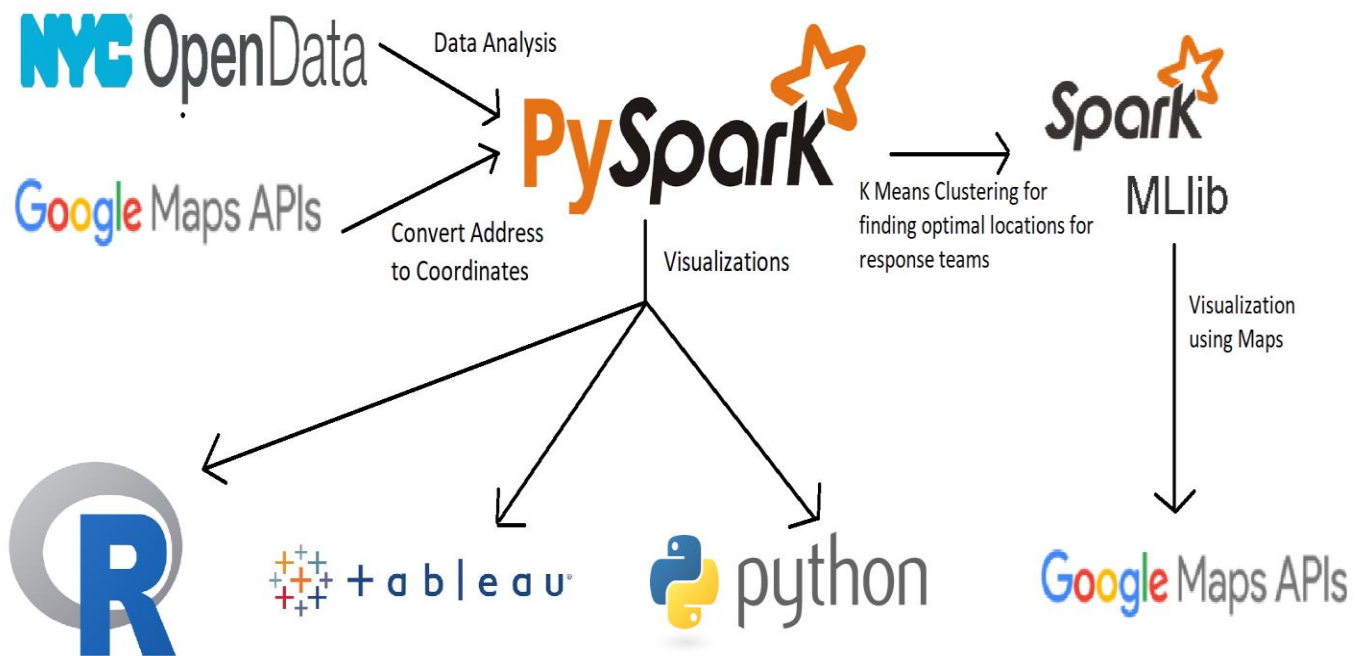 NYC OpenData
Data Analysis
PySpark
Spark
MLlib
Google Maps APIs
Convert Address
to Coordinates
Visualizations
K Means Clustering for
finding optimal locations for
response teams
Visualization
using Maps
R
+ableau®
python
Google Maps APIs